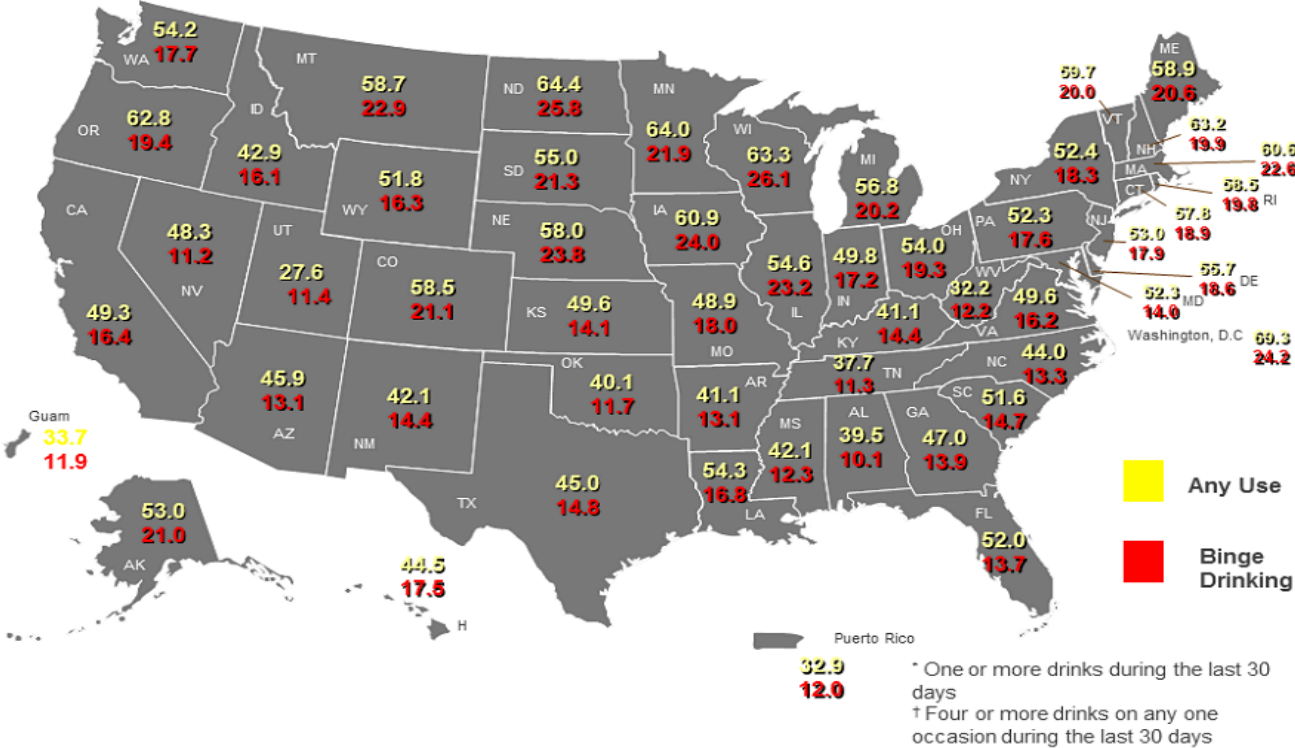 WA
54.2
17.7
MT
58.7
22.9
ND 64.4
25.8
MN
64.0
21.9
ME
58.9
20.6
59.7
20.0
VT
OR
62.8
19.4
ID
42.9
16.1
WY
51.8
16.3
SD
55.0
21.3
WI
63.3
26.1
MI
56.8
20.2
NY
52.4
18.3
NH
63.2
19.9
MA
60.6
22.6
CT
57.8
18.9
58.5
19.8 RI
CA
49.3
16.4
NV
48.3
11.2
UT
27.6
11.4
CO
58.5
21.1
NE
58.0
23.8
IA
60.9
24.0
IL
54.6
23.2
IN
49.8
17.2
OH
54.0
19.3
PA
52.3
17.6
NJ
53.0
17.9
55.7
18.6 DE
52.3
14.0 MD
Washington, D.C
69.3
24.2
KS
49.6
14.1
MO
48.9
18.0
KY
41.1
14.4
WV
32.2
12.2
VA
49.6
16.2
AZ
45.9
13.1
NM
42.1
14.4
OK
40.1
11.7
AR
41.1
13.1
TN
37.7
11.3
NC
44.0
13.3
SC
51.6
14.7
Guam
33.7
11.9
TX
45.0
14.8
LA
54.3
16.8
MS
42.1
12.3
AL
39.5
10.1
GA
47.0
13.9
FL
52.0
13.7
AK
53.0
21.0
44.5
17.5
H
Puerto Rico
32.9
12.0
Any Use
Binge
Drinking
* One or more drinks during the last 30
days
† Four or more drinks on any one
occasion during the last 30 days